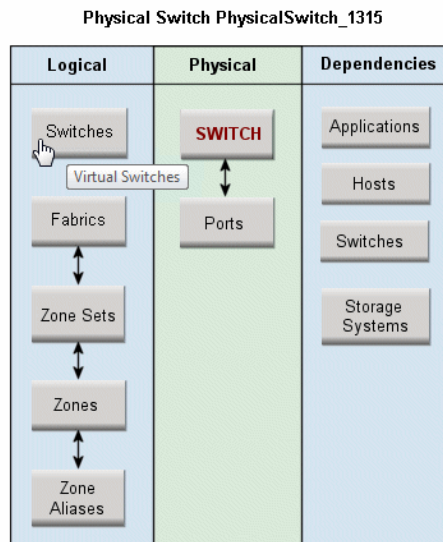 Physical Switch PhysicalSwitch_1315
Logical
Physical
Dependencies
Switches
Virtual Switches
Fabrics
Zone Sets
Zones
Zone
Aliases
SWITCH
Ports
Applications
Hosts
Switches
Storage
Systems